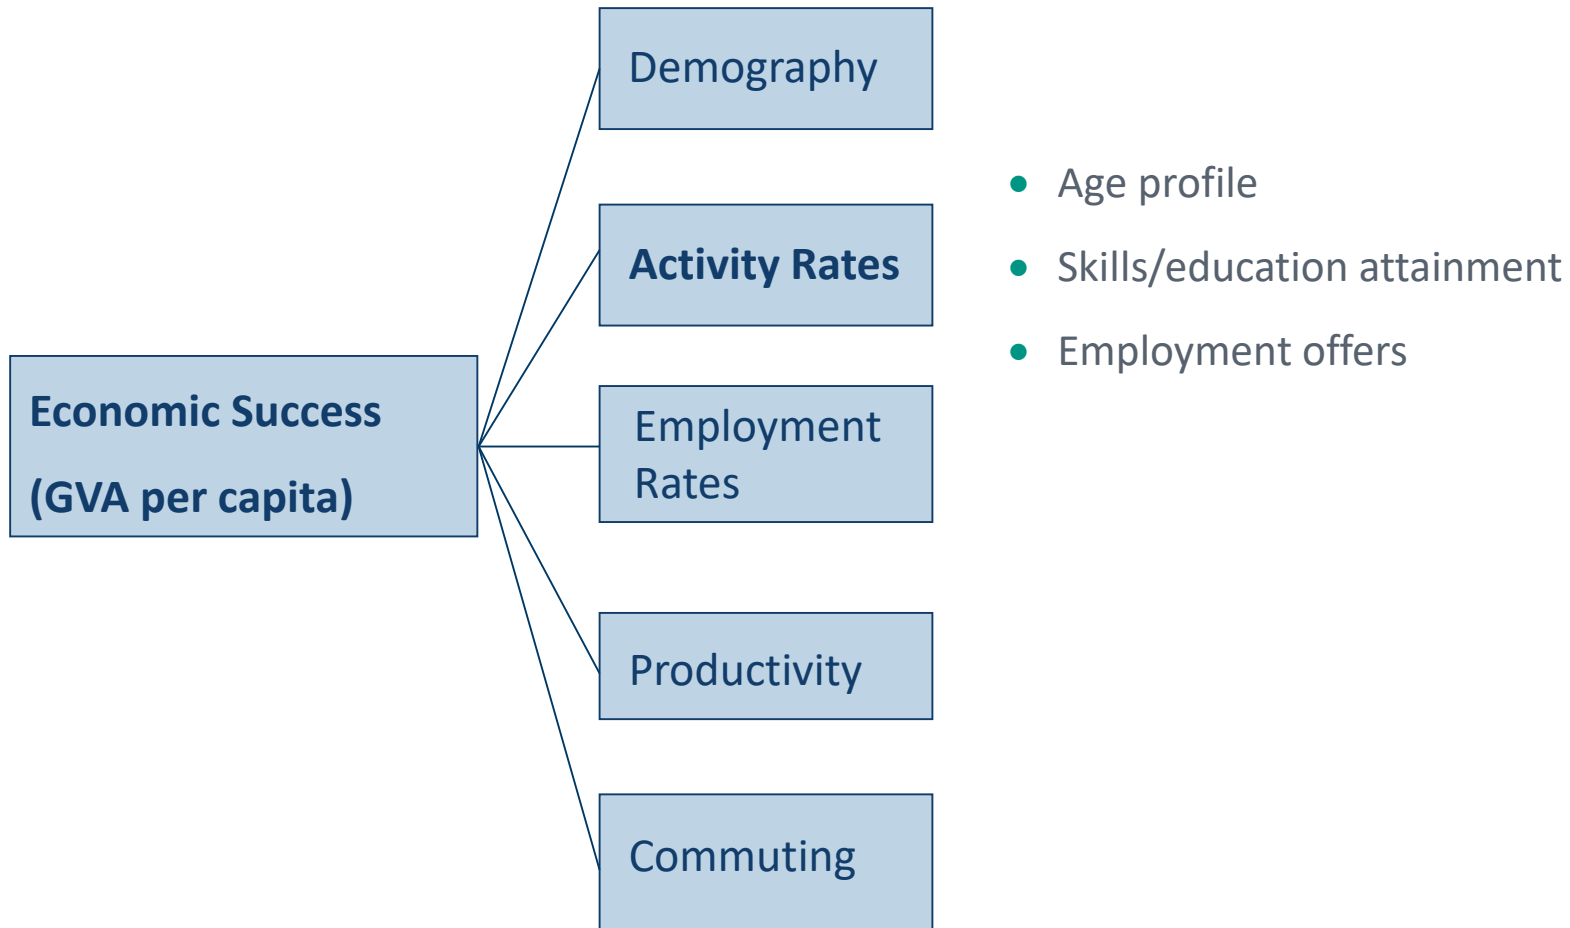 Demography
Activity Rates
Age profile
Skills/education attainment
Employment offers
Economic Success
(GVA per capita)
Employment
Rates
Productivity
Commuting